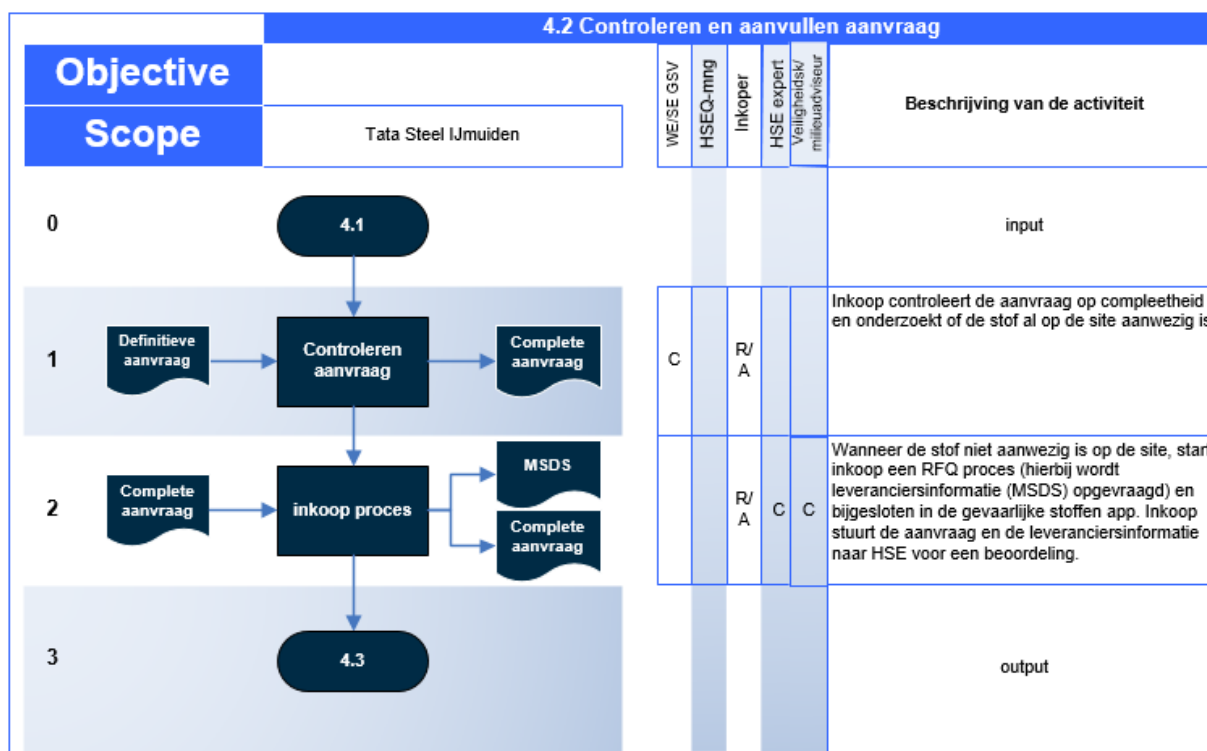 4.2 Controleren en aanvullen aanvraag
Objective
Scope
Tata Steel IJmuiden
WE/SE GSV
HSEQ-mng
Inkoper
HSE expert
Veiligheidsk/
milieuadviseur
Beschrijving van de activiteit
0
4.1
input
1
Definitieve
aanvraag
Controleren
aanvraag
Complete
aanvraag
C
R/
A
Inkoop controleert de aanvraag op compleetheid
en onderzoekt of de stof al op de site aanwezig is
2
Complete
aanvraag
inkoop proces
MSDS
Complete
aanvraag
R/
A
C
C
Wanneer de stof niet aanwezig is op de site, start
inkoop een RFQ proces (hierbij wordt
leveranciersinformatie (MSDS) opgevraagd) en
bijgesloten in de gevaarlijke stoffen app. Inkoop
stuurt de aanvraag en de leveranciersinformatie
naar HSE voor een beoordeling.
3
4.3
output